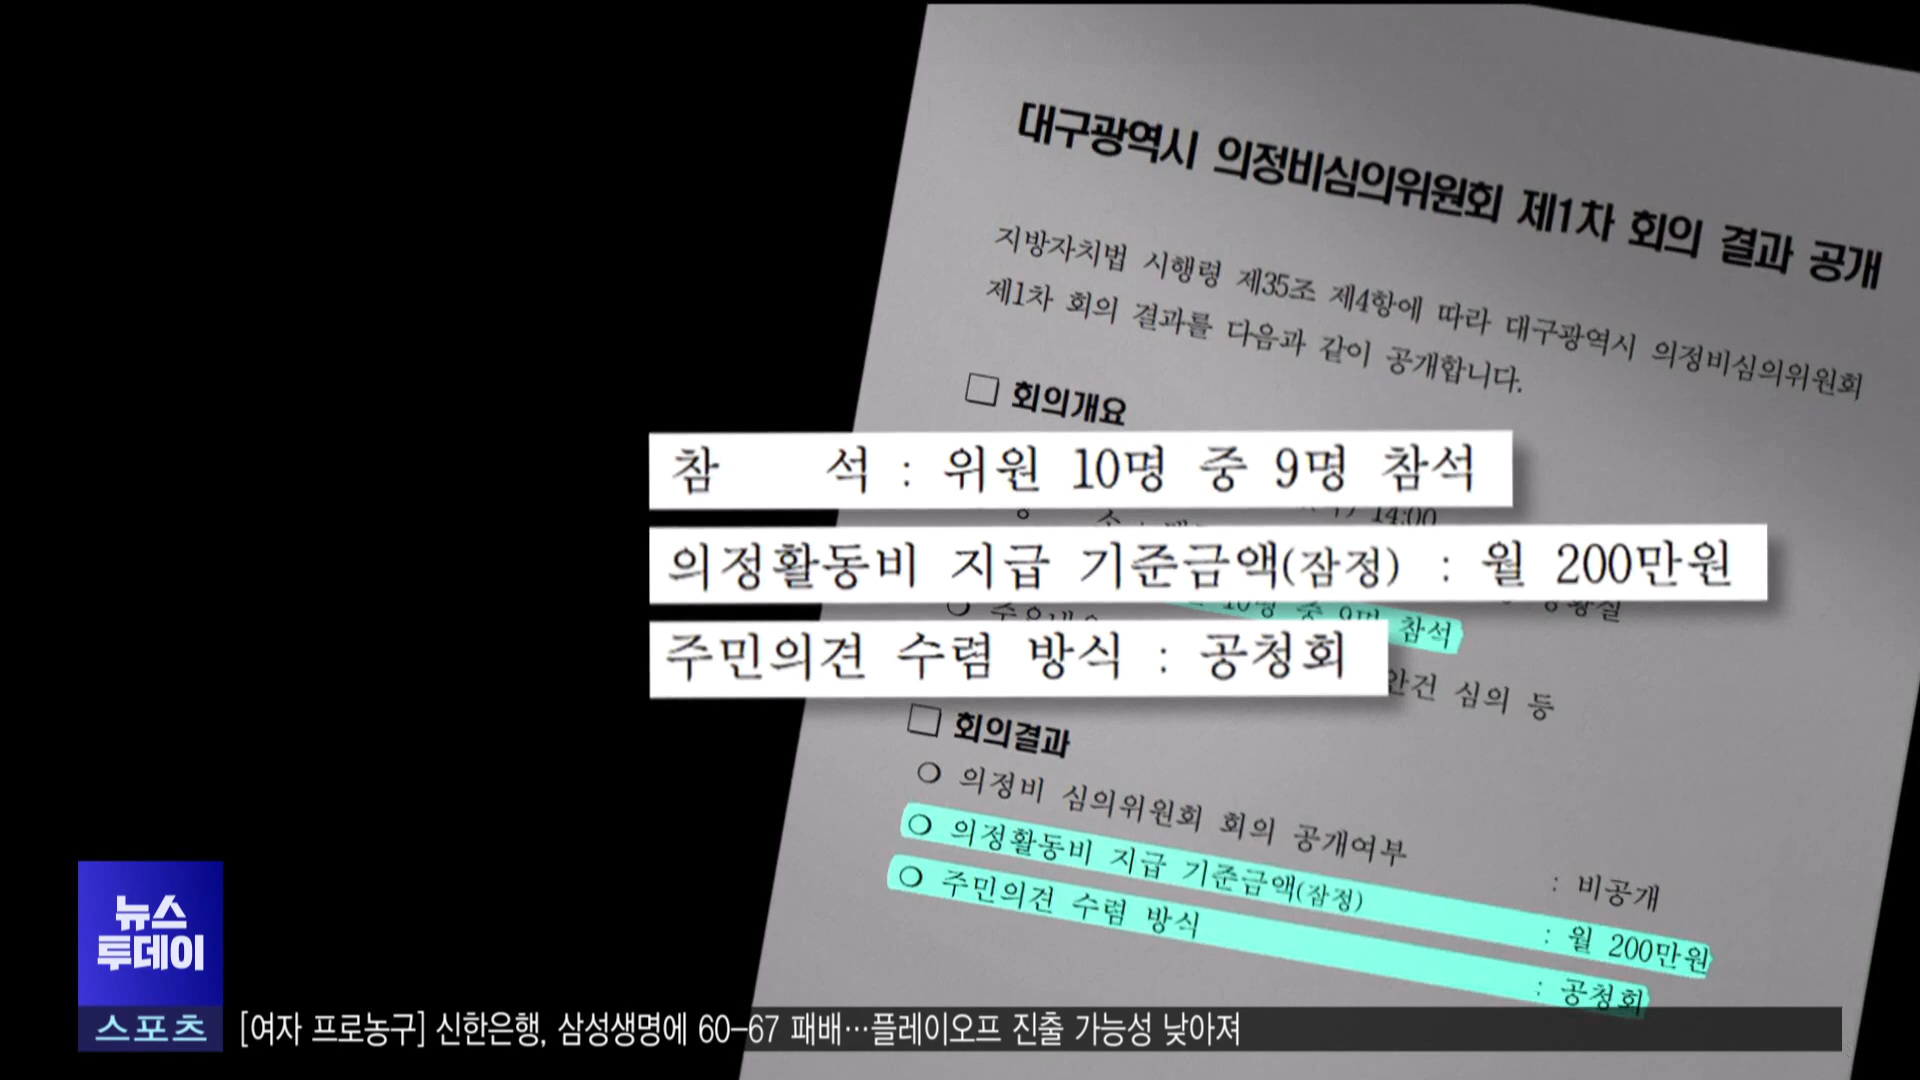 대구광역시 의정비심의위원회 제1차 회의 결과 공개
지방자치법 시행령 제35조 제4항에 따라 대구광역시 의정비심의위원회
제1차 회의 결과를 다음과 같이 공개합니다.
□ 회의개요
참 석 : 위원 10명 중 9명 참석
14:00
의정활동비 지급 기준금액(잠정) : 월 200만원
10명 중 9명 참석
주민의견 수렴 방식 : 공청회
안건 심의 등
□ 회의결과
○ 의정비 심의위원회 회의 공개여부 : 비공개
○ 의정활동비 지급 기준금액(잠정) : 월 200만원
○ 주민의견 수렴 방식 : 공청회
뉴스
투데이
스포츠 [여자 프로농구] 신한은행, 삼성생명에 60-67 패배…플레이오프 진출 가능성 낮아져